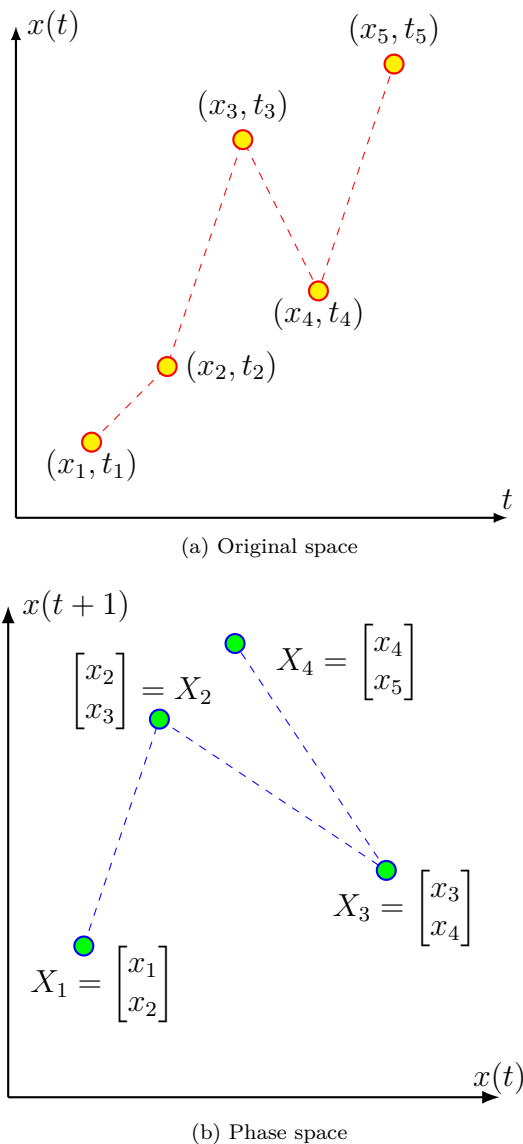 x(t)
(x₅, t₅)
(x₃, t₃)
(x₄, t₄)
(x₂, t₂)
(x₁, t₁)
t
(a) Original space
x(t + 1)
X₄ = [x₄ x₅]
[x₂ x₃] = X₂
X₃ = [x₃ x₄]
X₁ = [x₁ x₂]
x(t)
(b) Phase space